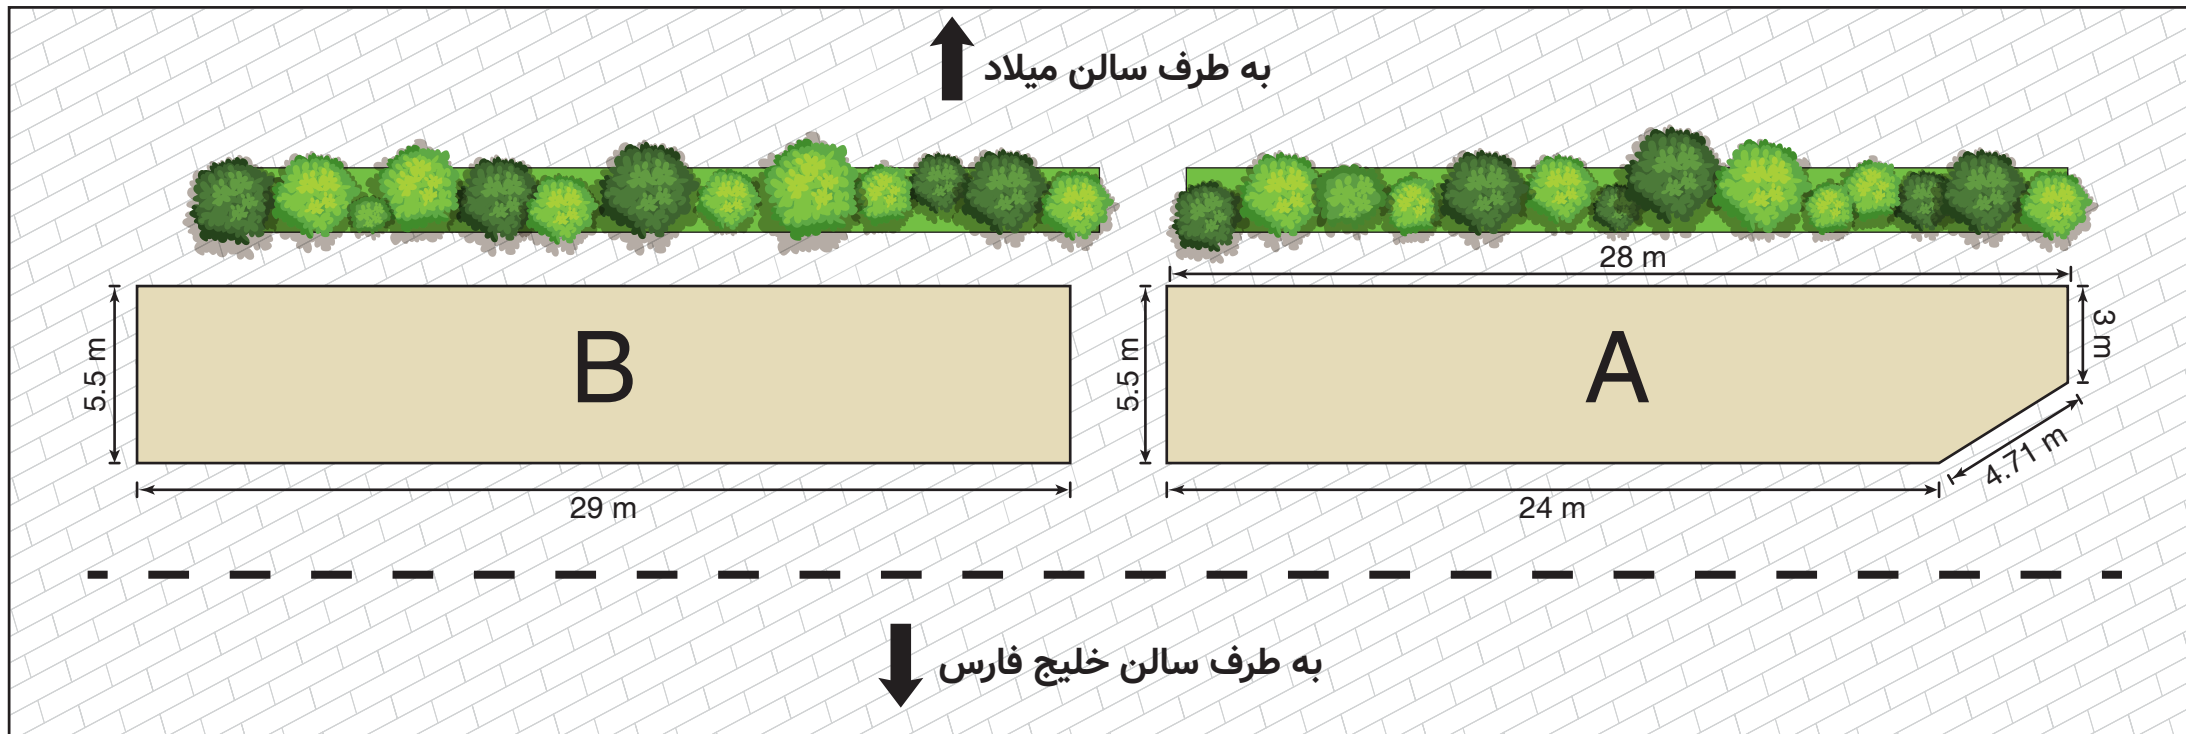 به طرف سالن میلاد
28 m
5.5 m
B
5.5 m
A
3 m
4.71 m
29 m
24 m
به طرف سالن خلیج فارس